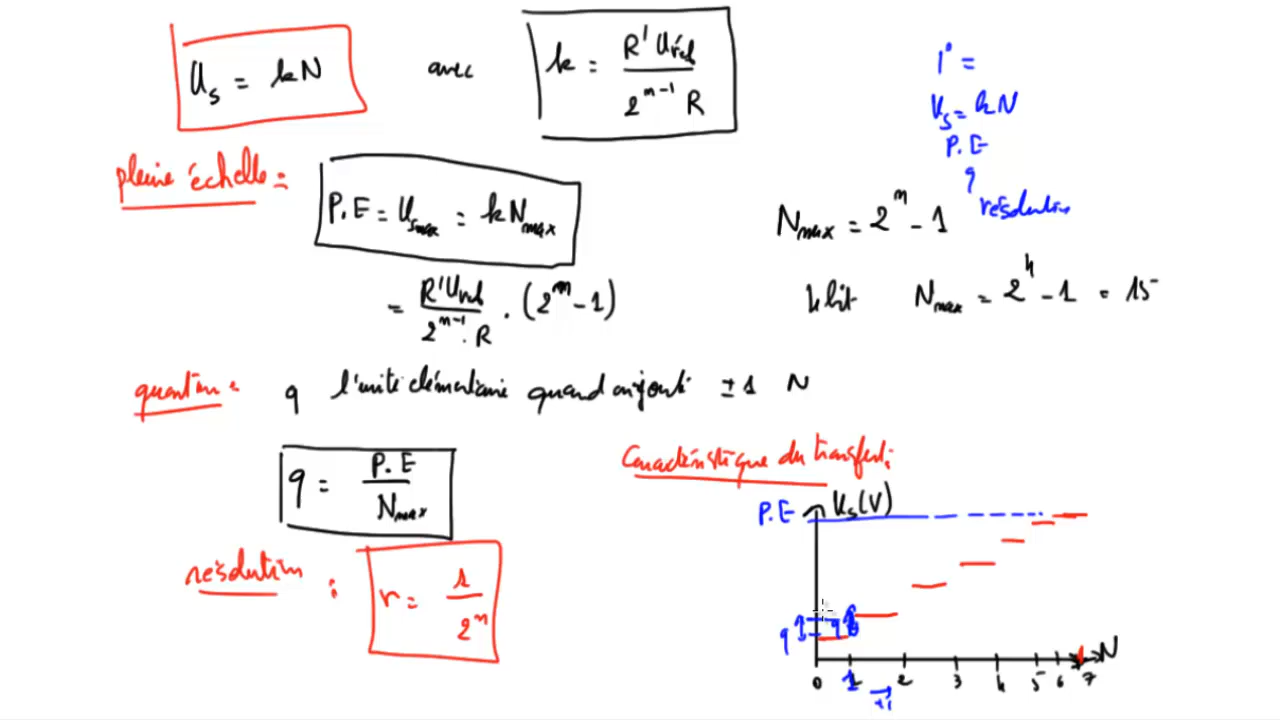 Us = kN avec k = R'Uréf / 2^(n-1) R
1° =
Us = kN
P.E
q
résolution
pleine échelle =
P.E = Usmax = kNmax
= R'Uréf / 2^(n-1) . R . (2^n - 1)
Nmax = 2^n - 1
4 bit Nmax = 2^4 - 1 = 15
quantum : q l'unité élémentaire quand on ajoute ±1 N
q = P.E / Nmax
résolution : r = 1 / 2^n
Caractéristique du transfert :
P.E Us(V)
q q
0 1 2 3 4 5 6 7 N
+1